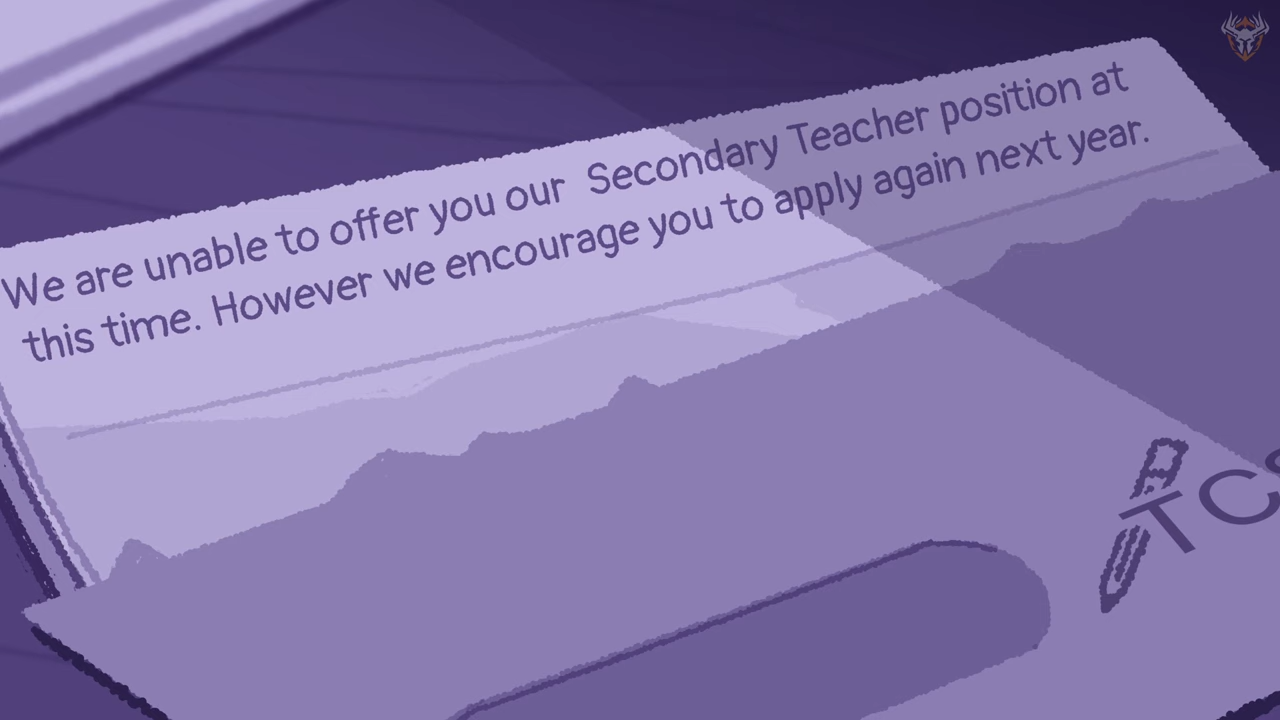 We are unable to offer you our Secondary Teacher position at
this time. However we encourage you to apply again next year.
TCS